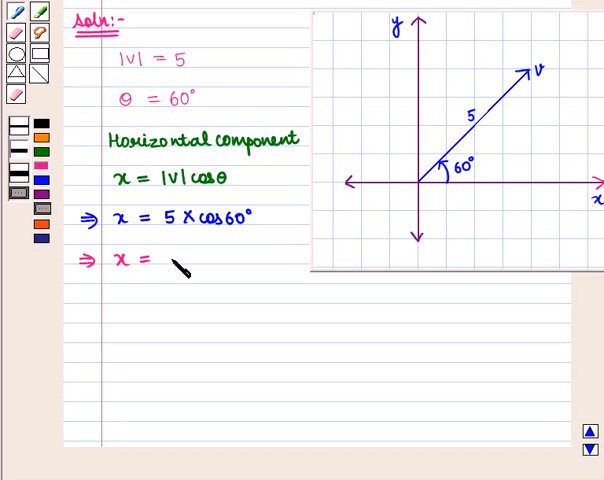 Soln:-
|v| = 5
θ = 60°
Horizontal component
x = |v| cosθ
⇒ x = 5 × cos60°
⇒ x =
y
v
5
60°
x